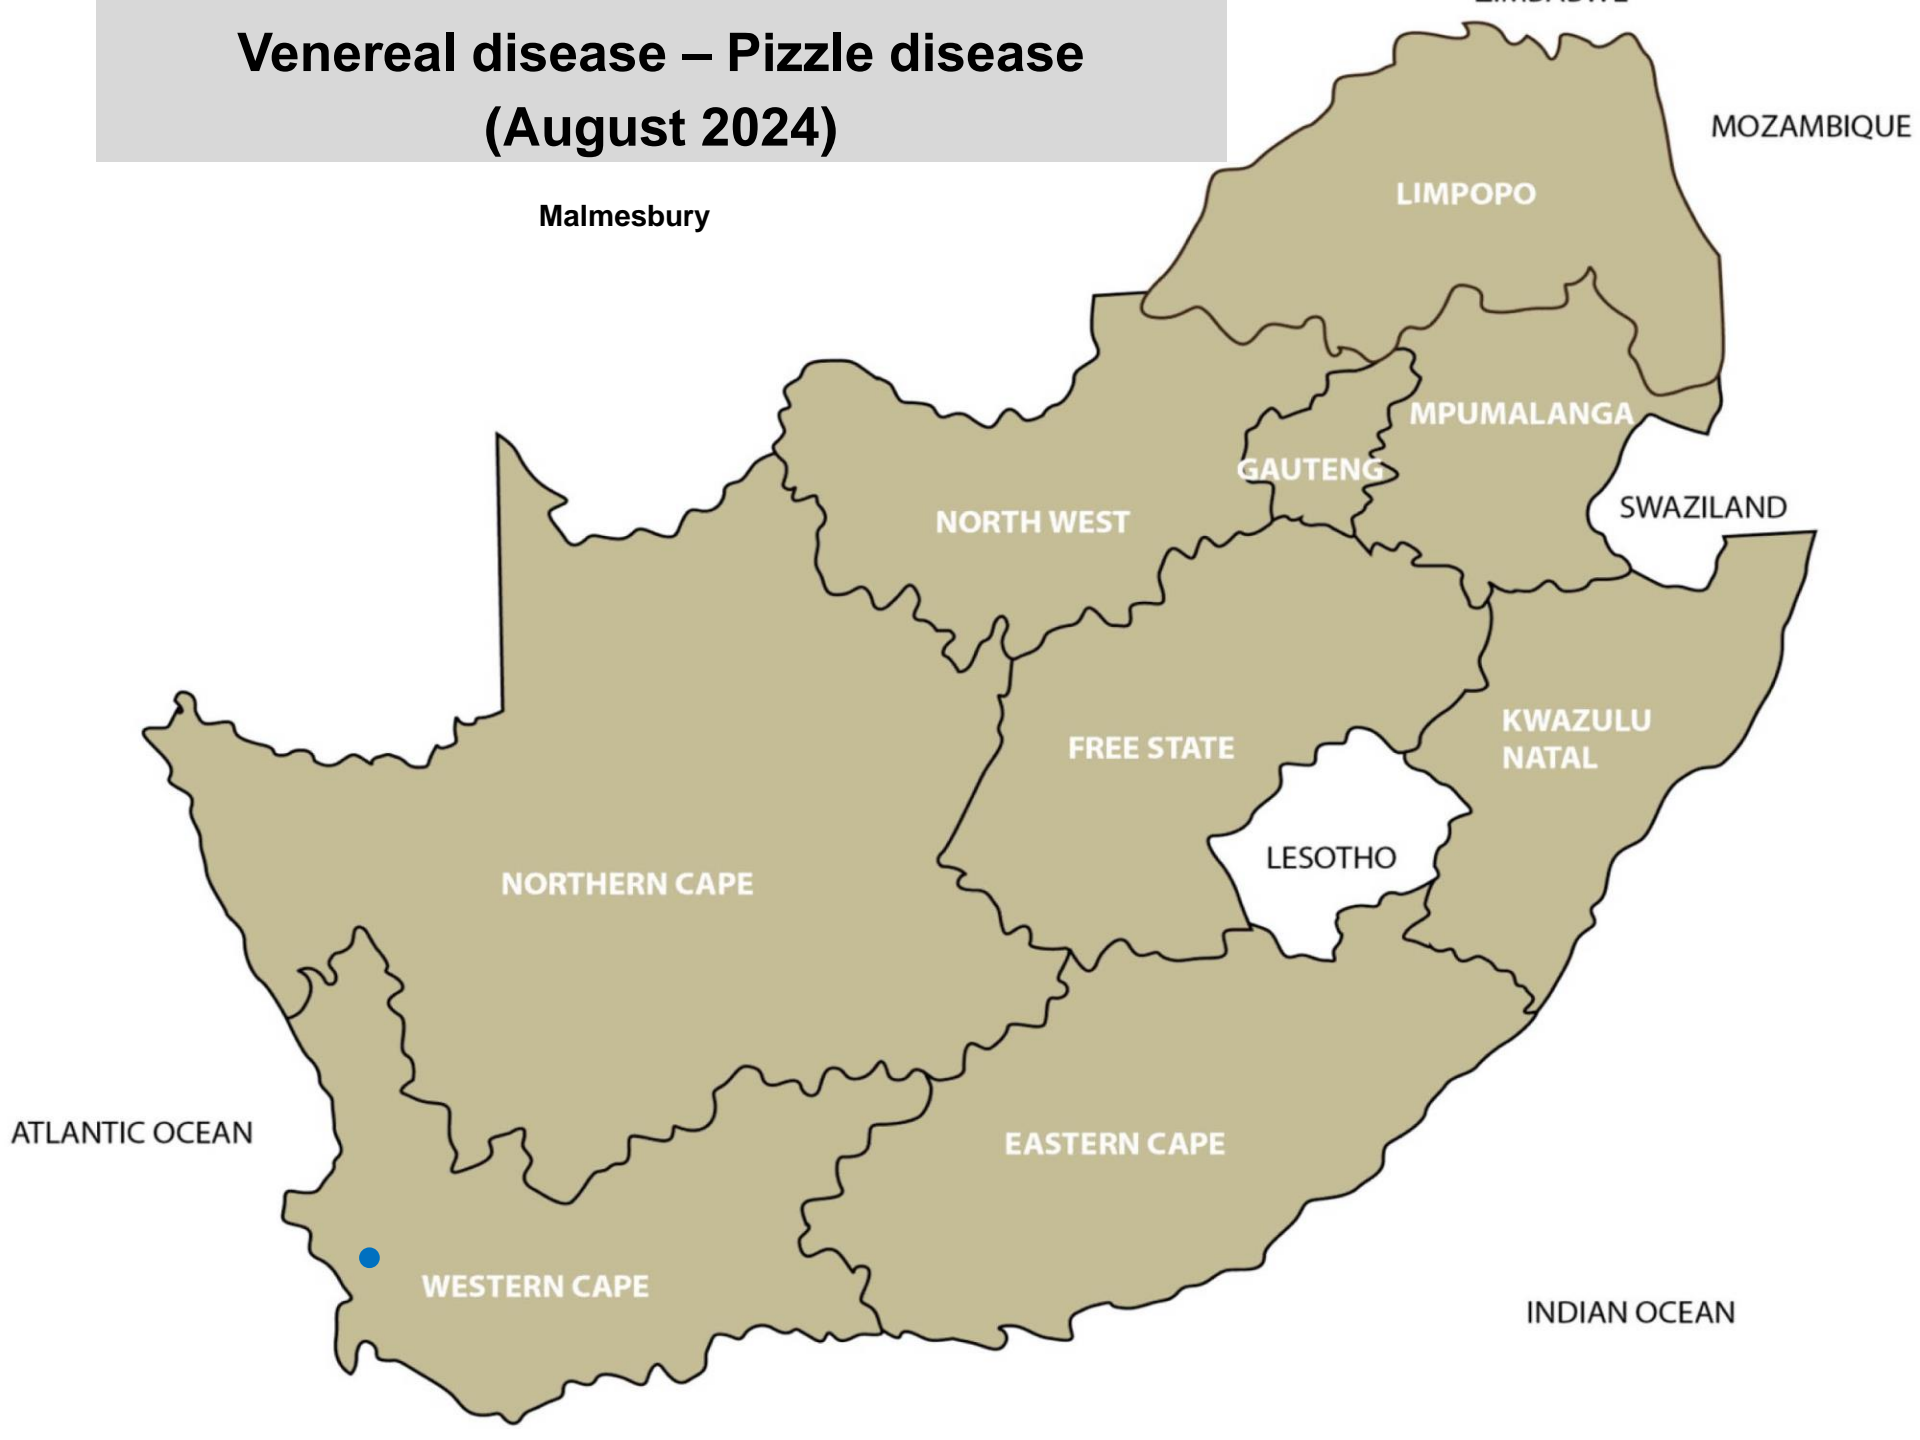 Venereal disease – Pizzle disease
(August 2024)
Malmesbury
MOZAMBIQUE
LIMPOPO
MPUMALANGA
GAUTENG
SWAZILAND
NORTH WEST
KWAZULU
NATAL
FREE STATE
LESOTHO
NORTHERN CAPE
ATLANTIC OCEAN
EASTERN CAPE
WESTERN CAPE
INDIAN OCEAN